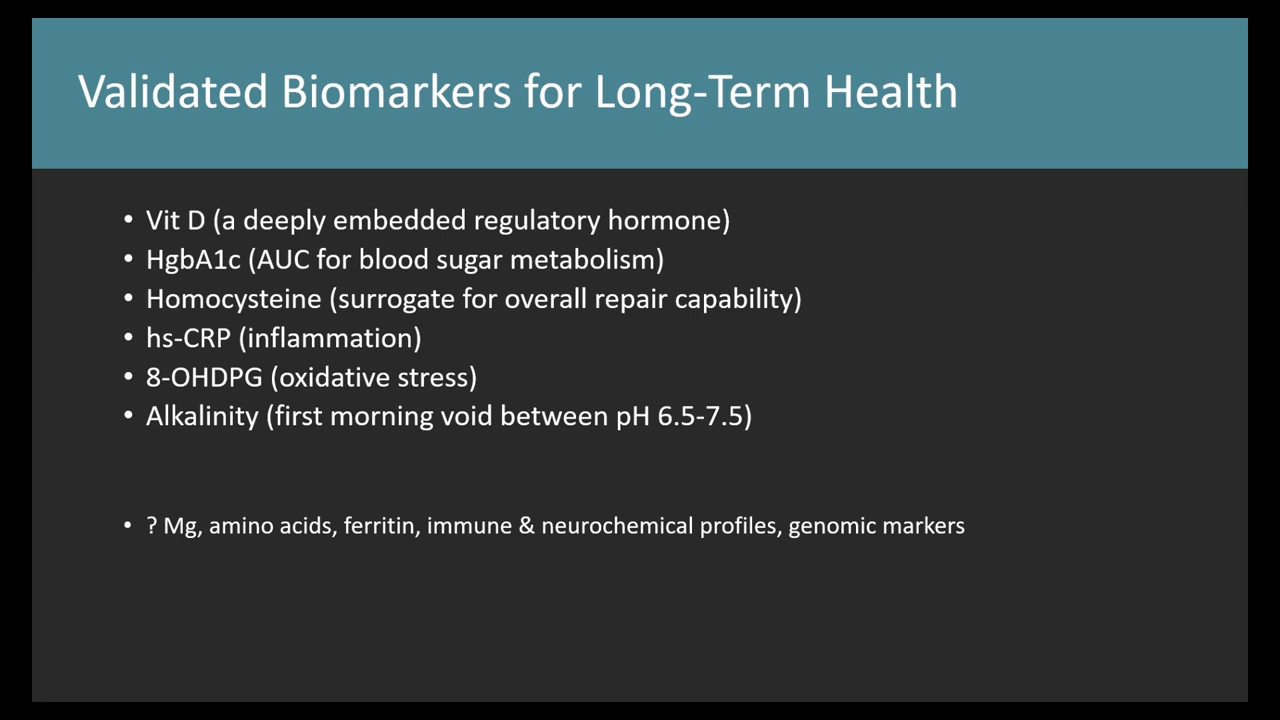 Validated Biomarkers for Long-Term Health
• Vit D (a deeply embedded regulatory hormone)
• HgbA1c (AUC for blood sugar metabolism)
• Homocysteine (surrogate for overall repair capability)
• hs-CRP (inflammation)
• 8-OHDPG (oxidative stress)
• Alkalinity (first morning void between pH 6.5-7.5)
• ? Mg, amino acids, ferritin, immune & neurochemical profiles, genomic markers